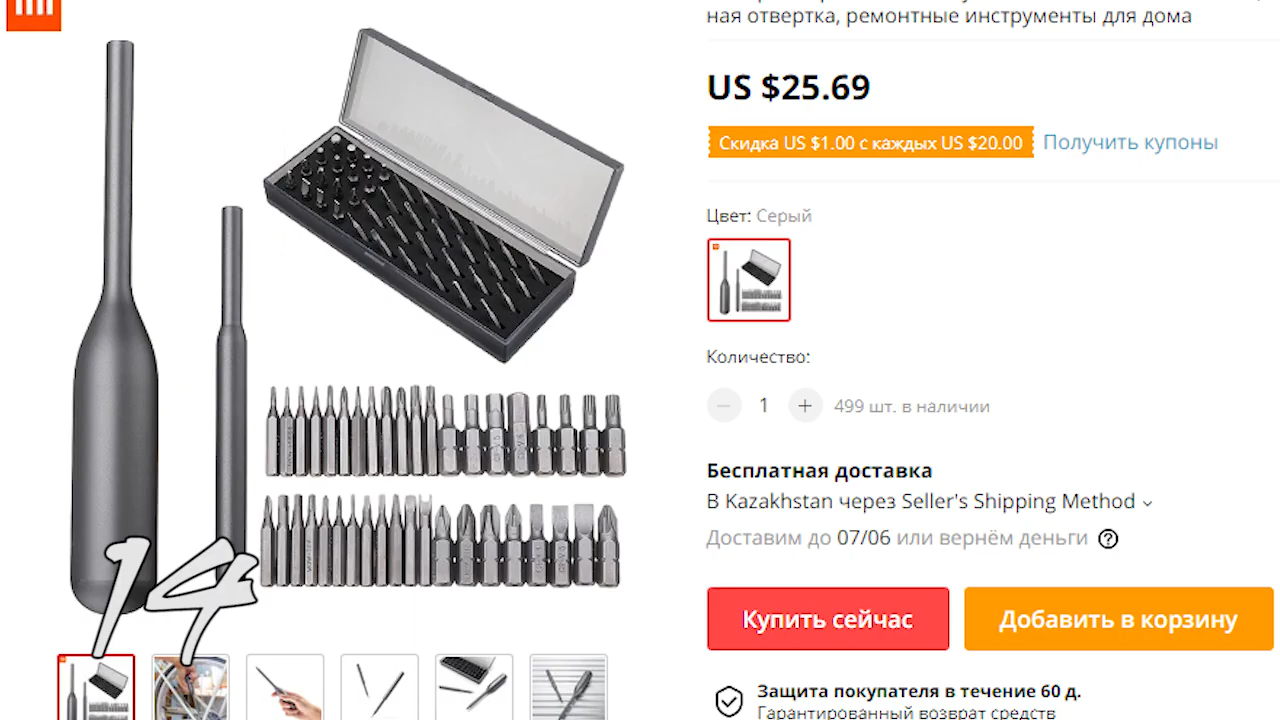 ная отвертка, ремонтные инструменты для дома
US $25.69
Скидка US $1.00 с каждых US $20.00
Получить купоны
Цвет: Серый
Количество:
1
499 шт. в наличии
Бесплатная доставка
В Kazakhstan через Seller's Shipping Method
Доставим до 07/06 или вернём деньги
Купить сейчас
Добавить в корзину
Защита покупателя в течение 60 д.
Гарантированный возврат средств
14